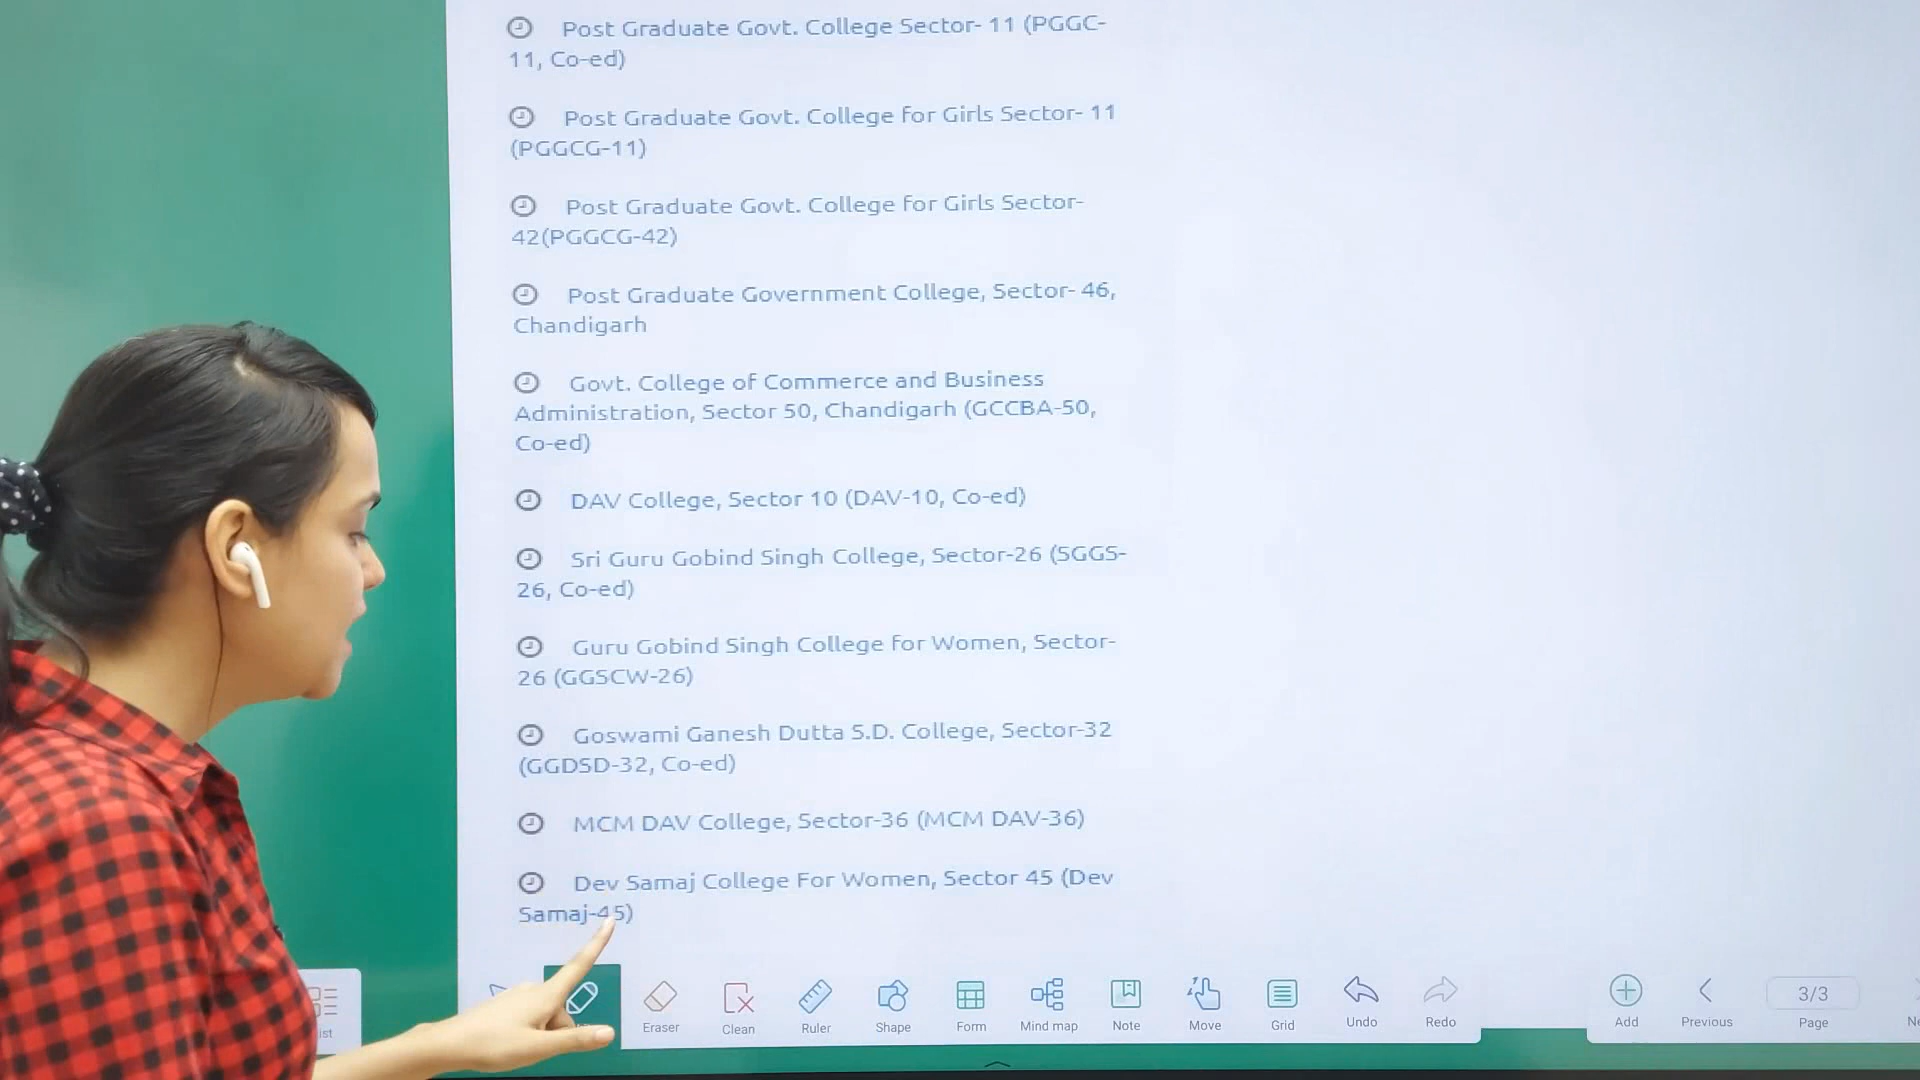 Post Graduate Govt. College Sector- 11 (PGGC-
11, Co-ed)
Post Graduate Govt. College for Girls Sector- 11
(PGGCG-11)
Post Graduate Govt. College for Girls Sector-
42(PGGCG-42)
Post Graduate Government College, Sector- 46,
Chandigarh
Govt. College of Commerce and Business
Administration, Sector 50, Chandigarh (GCCBA-50,
Co-ed)
DAV College, Sector 10 (DAV-10, Co-ed)
Sri Guru Gobind Singh College, Sector-26 (SGGS-
26, Co-ed)
Guru Gobind Singh College for Women, Sector-
26 (GGSCW-26)
Goswami Ganesh Dutta S.D. College, Sector-32
(GGDSD-32, Co-ed)
MCM DAV College, Sector-36 (MCM DAV-36)
Dev Samaj College For Women, Sector 45 (Dev
Samaj-45)
Eraser Clean Ruler Shape Form Mind map Note Move Grid Undo Redo Add Previous
3/3
Page